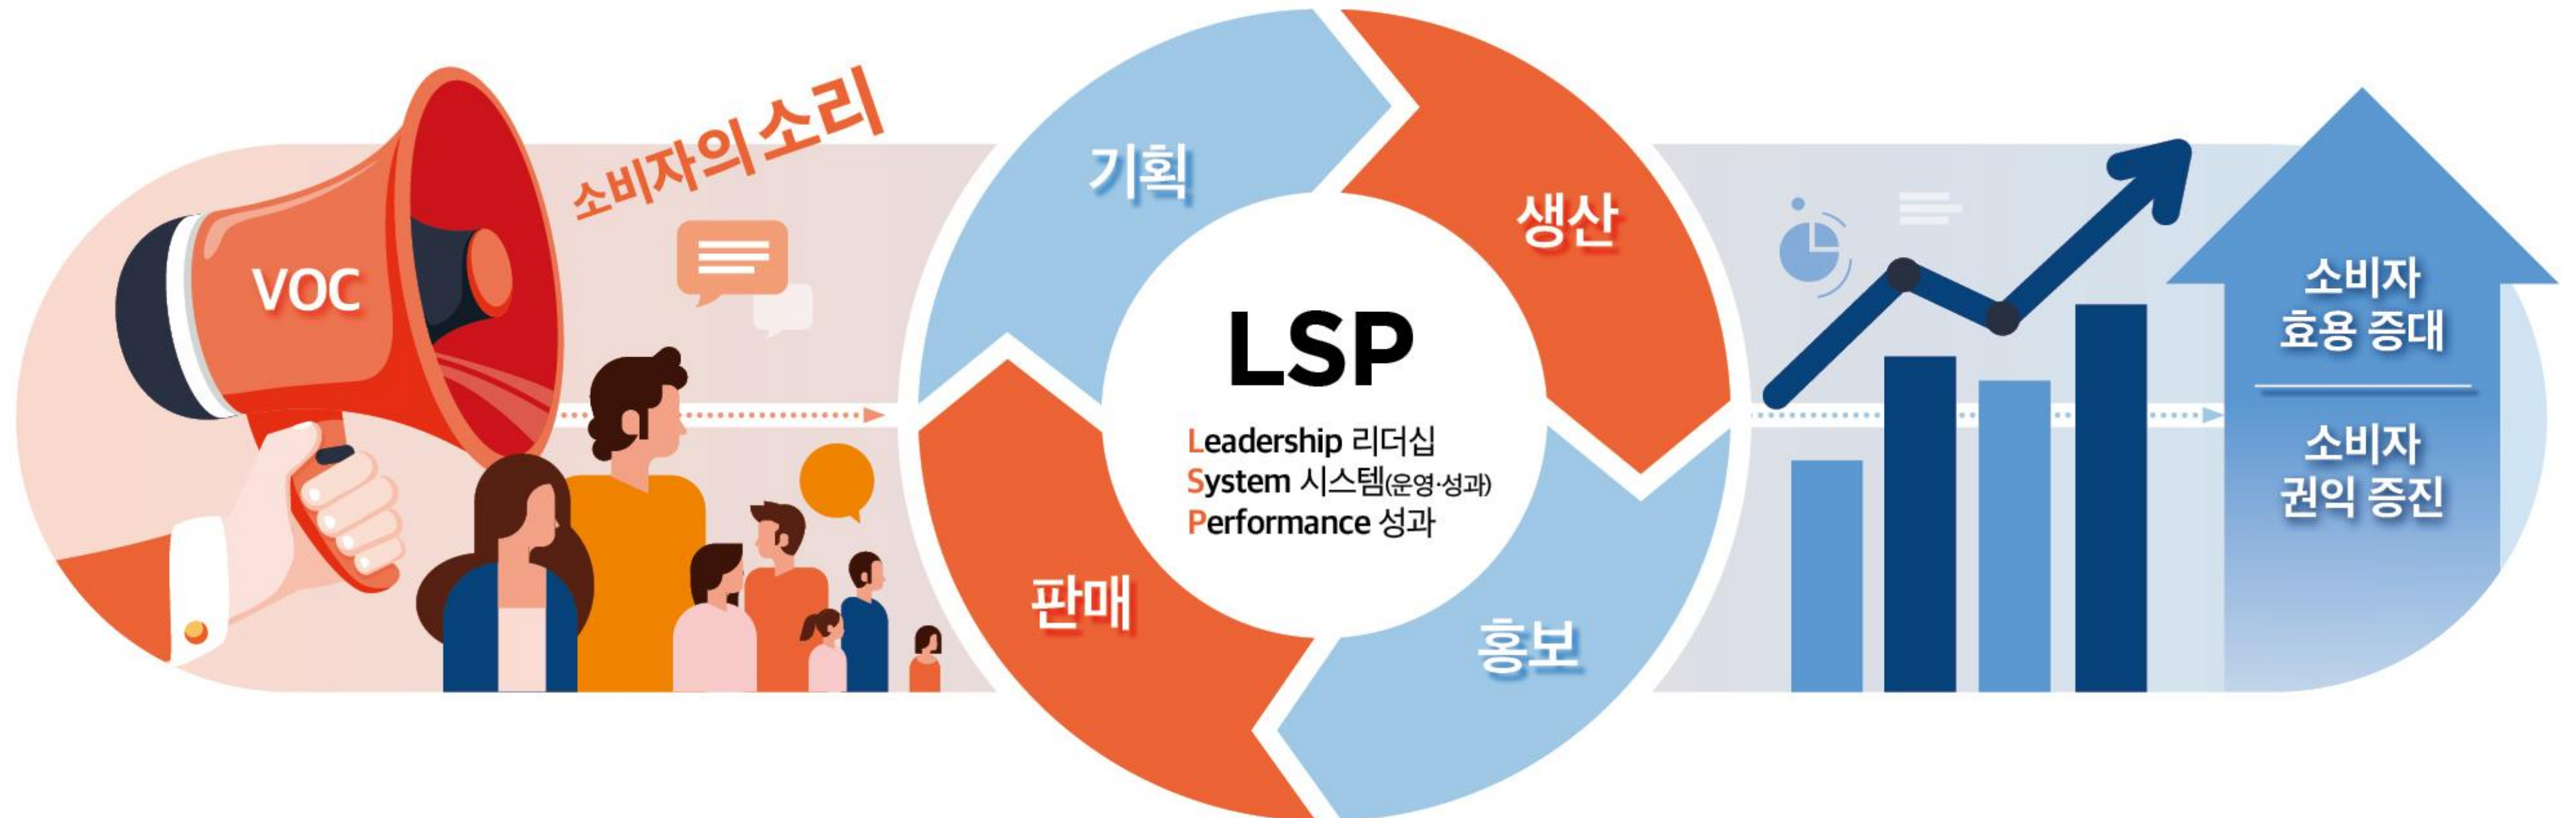 VOC
소비자의 소리
기획
생산
홍보
판매
LSP
Leadership 리더십
System 시스템(운영·성과)
Performance 성과
소비자
효용 증대
소비자
권익 증진